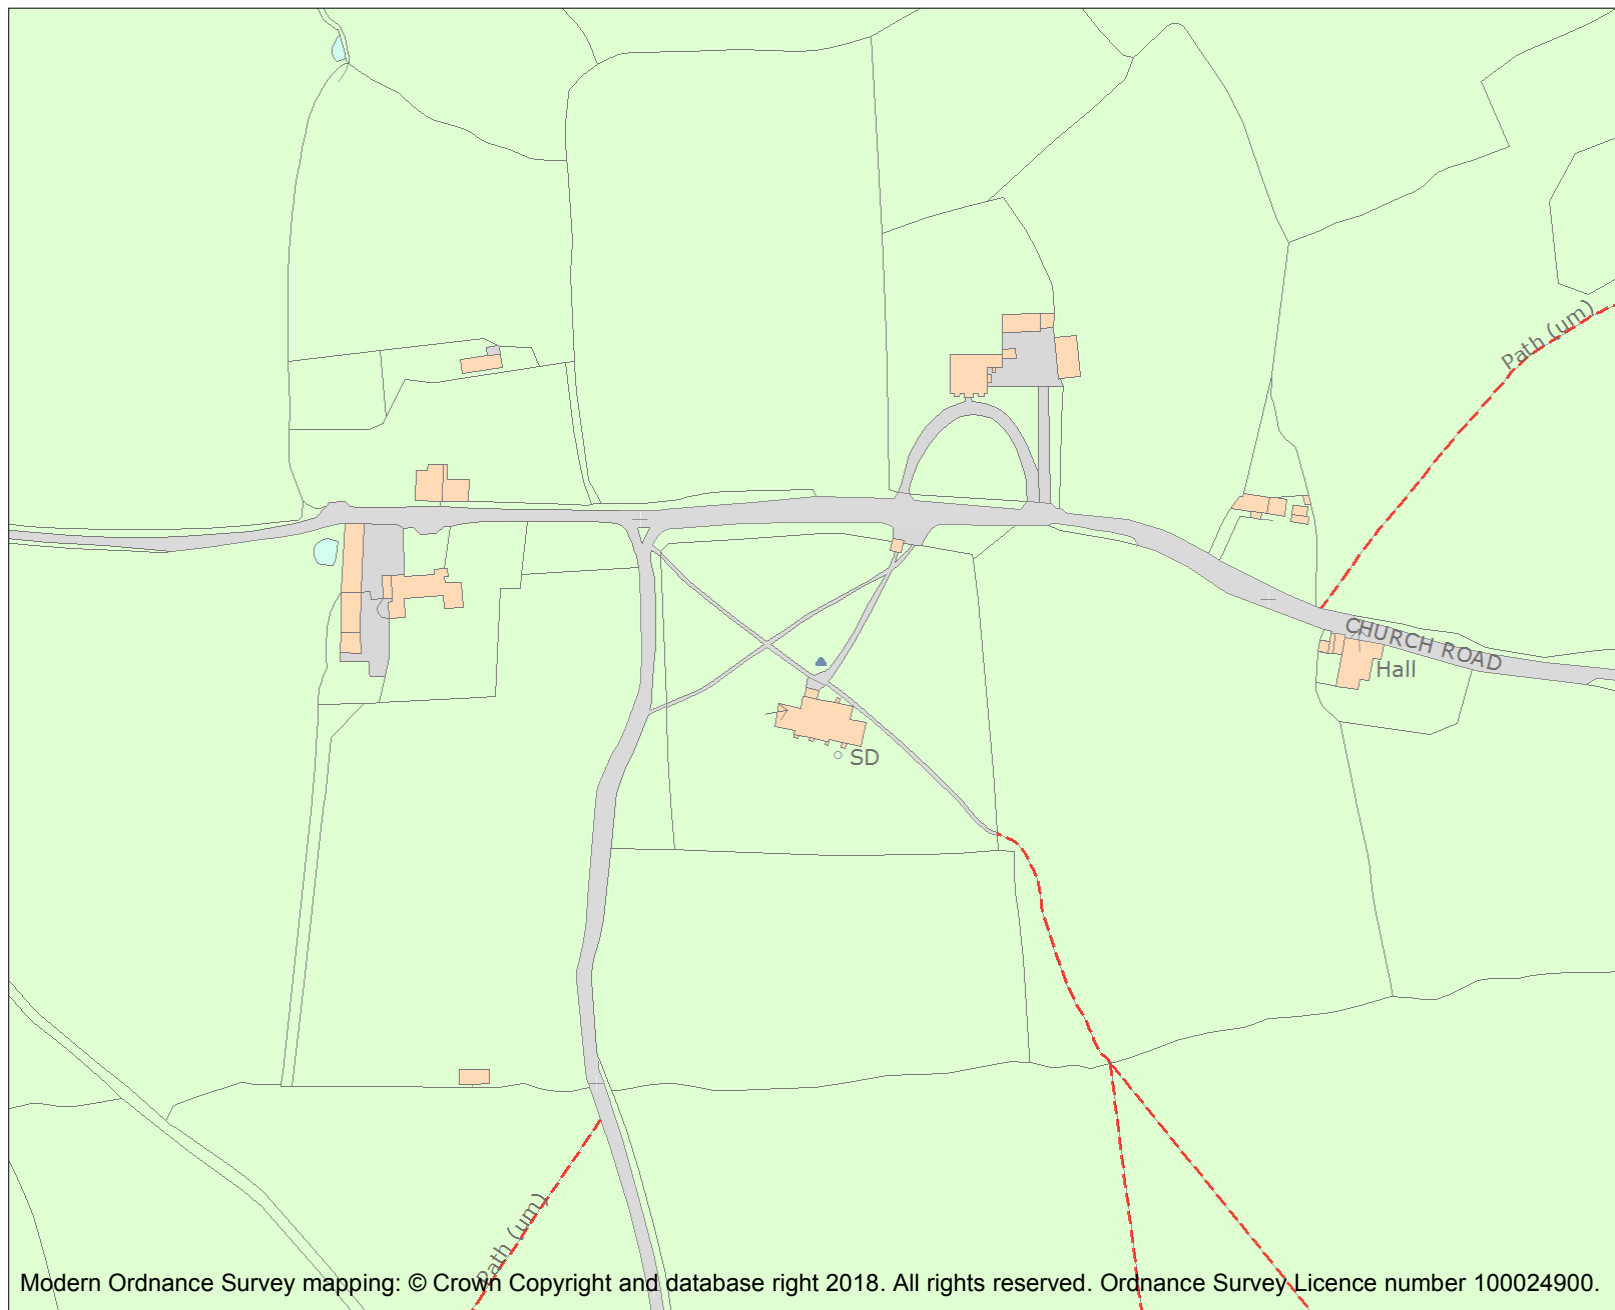 Path (um)
CHURCH ROAD
Hall
SD
Path (um)
Modern Ordnance Survey mapping: © Crown Copyright and database right 2018. All rights reserved. Ordnance Survey Licence number 100024900.